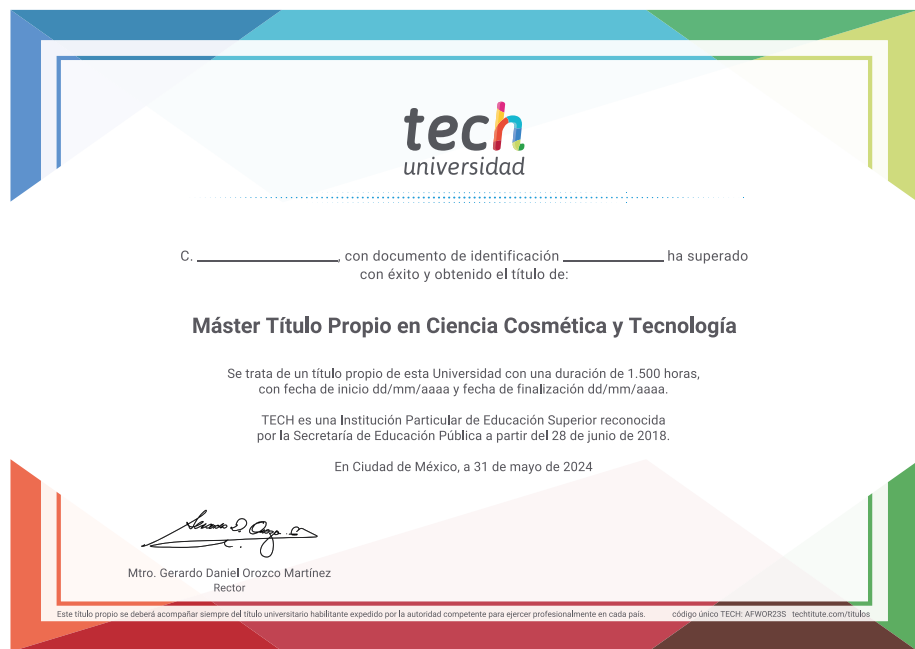 tech
universidad
C. ____________________, con documento de identificación ______________ ha superado
con éxito y obtenido el título de:
Máster Título Propio en Ciencia Cosmética y Tecnología
Se trata de un título propio de esta Universidad con una duración de 1.500 horas,
con fecha de inicio dd/mm/aaaa y fecha de finalización dd/mm/aaaa.
TECH es una Institución Particular de Educación Superior reconocida
por la Secretaría de Educación Pública a partir del 28 de junio de 2018.
En Ciudad de México, a 31 de mayo de 2024
Mtro. Gerardo Daniel Orozco Martínez
Rector
Este título propio se deberá acompañar siempre del título universitario habilitante expedido por la autoridad competente para ejercer profesionalmente en cada país. código único TECH: AFWOR23S techtitute.com/titulos